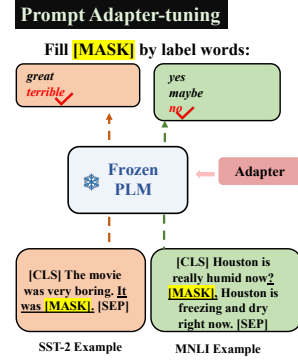 Prompt Adapter-tuning
Fill [MASK] by label words:
great
terrible
yes
maybe
no
Frozen
PLM
Adapter
[CLS] The movie
was very boring. It
was [MASK]. [SEP]
[CLS] Houston is
really humid now?
[MASK], Houston is
freezing and dry
right now. [SEP]
SST-2 Example
MNLI Example